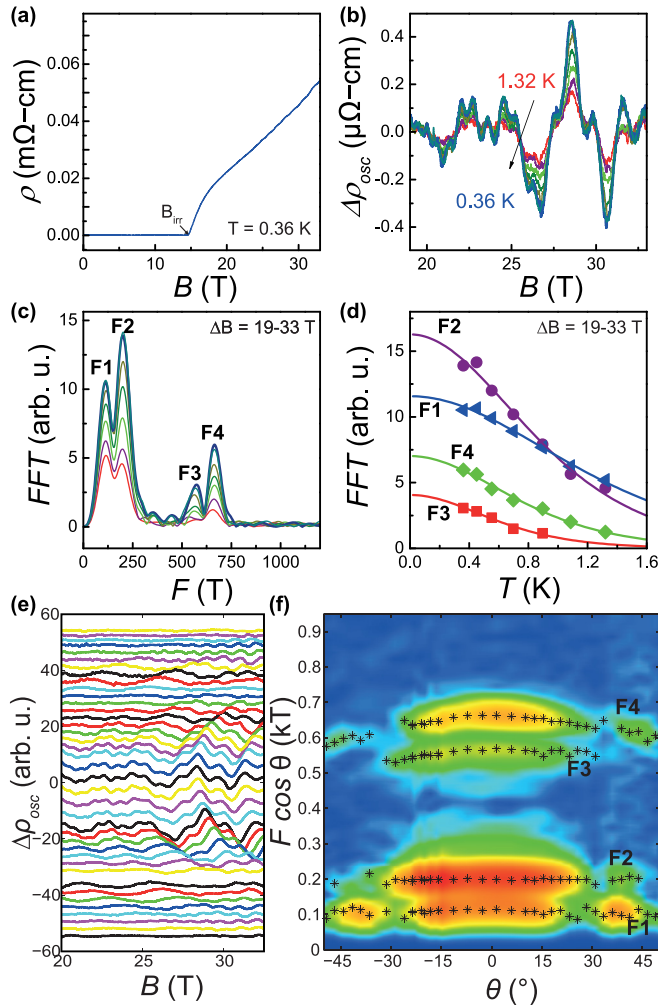 (a)
0.06
0.04
0.02
0.00
ρ (mΩ−cm)
B_irr
T = 0.36 K
0 10 20 30
B (T)
(b)
0.4
0.2
0.0
-0.2
-0.4
Δρ_osc (μΩ−cm)
1.32 K
0.36 K
20 25 30
B (T)
(c)
ΔB = 19-33 T
15
10
5
0
FFT (arb. u.)
F1
F2
F3
F4
0 250 500 750 1000
F (T)
(d)
ΔB = 19-33 T
15.0
10.0
5.0
0.0
FFT (arb. u.)
F2
F1
F4
F3
0.0 0.4 0.8 1.2 1.6
T (K)
(e)
60
40
20
0
−20
−40
−60
Δρ_osc (arb. u.)
20 25 30
B (T)
(f)
0.9
0.8
0.7
0.6
0.5
0.4
0.3
0.2
0.1
0
F cos θ (kT)
F4
F3
F2
F1
−45 −30 −15 0 15 30 45
θ (°)